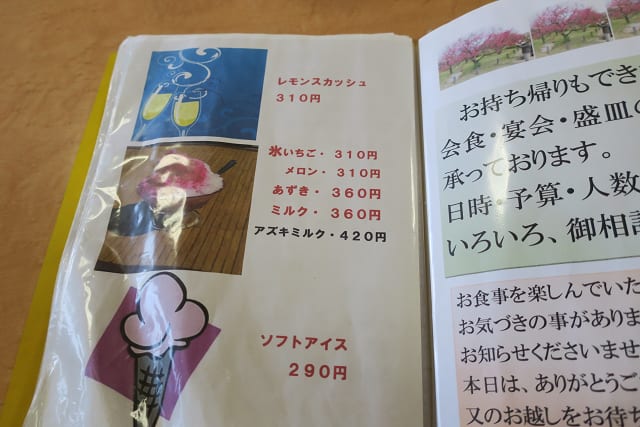 レモンスカッシュ
310円
氷いちご・ 310円
メロン・ 310円
あずき・ 360円
ミルク・ 360円
アズキミルク・420円
ソフトアイス
290円
お持ち帰りもでき
会食・宴会・盛皿の
承っております。
日時・予算・人数
いろいろ、御相談
お食事を楽しんでいた
お気づきの事がありま
お知らせくださいませ
本日は、ありがとうご
又のお越しをお待ち